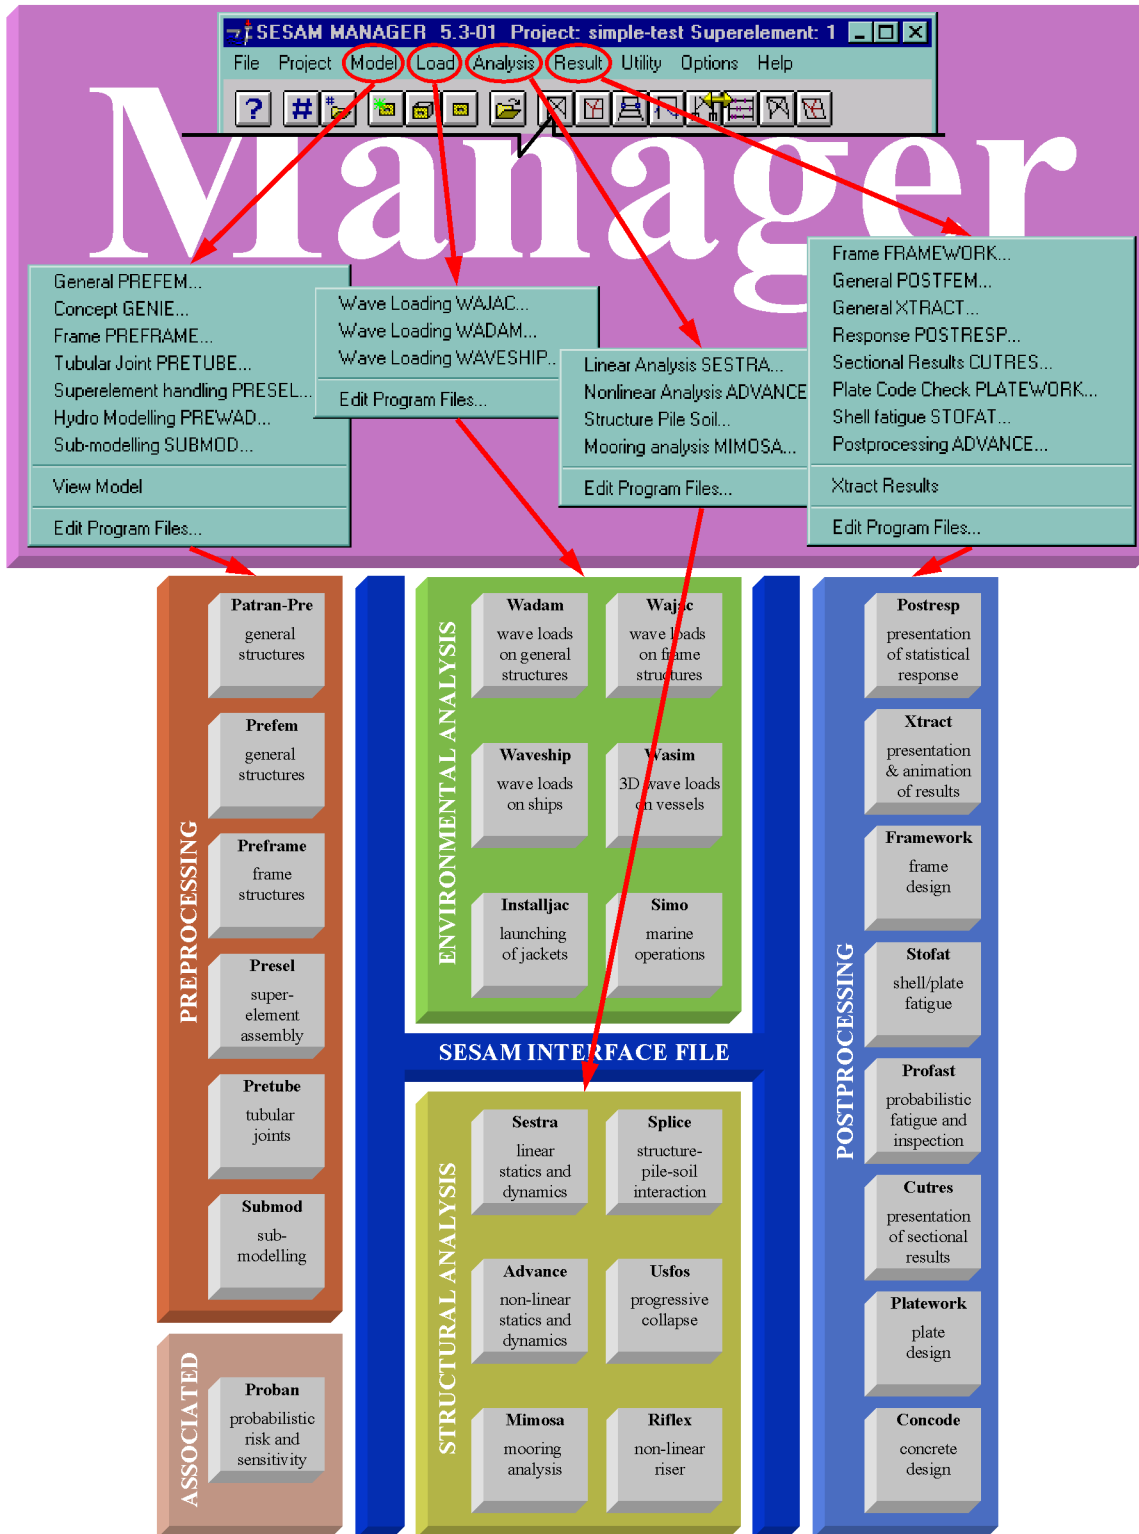 SESAM MANAGER 5.3-01 Project: simple-test Superelement: 1
File Project Model Load Analysis Result Utility Options Help
Manager
General PREFEM...
Concept GENIE...
Frame PREFRAME...
Tubular Joint PRETUBE...
Superelement handling PRESEL...
Hydro Modelling PREWAD...
Sub-modelling SUBMOD...
View Model
Edit Program Files...
Wave Loading WAJAC...
Wave Loading WADAM...
Wave Loading WAVESHIP...
Edit Program Files...
Linear Analysis SESTRA...
Nonlinear Analysis ADVANCE
Structure Pile Soil...
Mooring analysis MIMOSA...
Edit Program Files...
Frame FRAMEWORK...
General POSTFEM...
General XTRACT...
Response POSTRESP...
Sectional Results CUTRES...
Plate Code Check PLATEWORK...
Shell fatigue STOFAT...
Postprocessing ADVANCE...
Xtract Results
Edit Program Files...
PREPROCESSING
Patran-Pre
general
structures
Prefem
general
structures
Preframe
frame
structures
Presel
super-
element
assembly
Pretube
tubular
joints
Submod
sub-
modelling
ASSOCIATED
Proban
probabilistic
risk and
sensitivity
ENVIRONMENTAL ANALYSIS
Wadam
wave loads
on general
structures
Wajac
wave loads
on frame
structures
Waveship
wave loads
on ships
Wasim
3D wave loads
on vessels
Installjac
launching
of jackets
Simo
marine
operations
SESAM INTERFACE FILE
STRUCTURAL ANALYSIS
Sestra
linear
statics and
dynamics
Splice
structure-
pile-soil
interaction
Advance
non-linear
statics and
dynamics
Usfos
progressive
collapse
Mimosa
mooring
analysis
Riflex
non-linear
riser
POSTPROCESSING
Postresp
presentation
of statistical
response
Xtract
presentation
& animation
of results
Framework
frame
design
Stofat
shell/plate
fatigue
Profast
probabilistic
fatigue and
inspection
Cutres
presentation
of sectional
results
Platework
plate
design
Concode
concrete
design